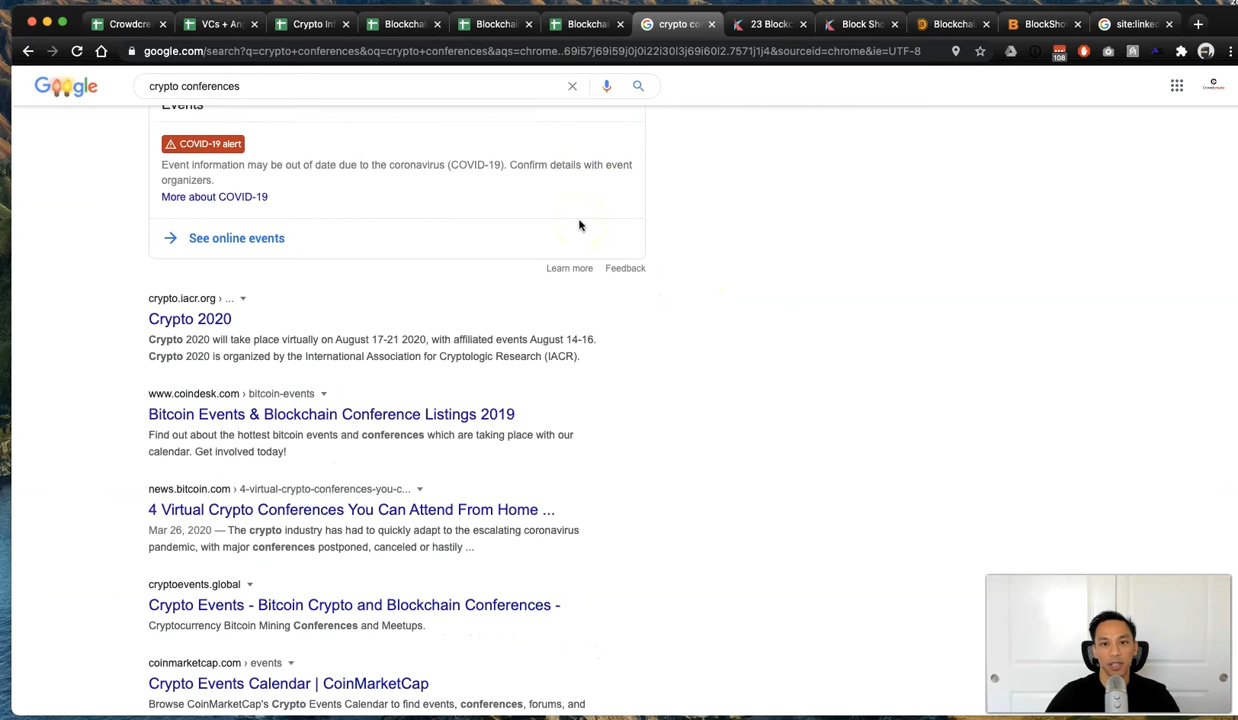 Crowdcre
VCs + An
Crypto In
Blockchai
Blockchai
Blockchai
crypto co
23 Blockc
Block Sho
Blockchai
BlockSho
site:linked
google.com/search?q=crypto+conferences&oq=crypto+conferences&aqs=chrome..69i57j69i59j0j0i22i30l3j69i60l2.7571j1j4&sourceid=chrome&ie=UTF-8
108
Google
crypto conferences
Events
COVID-19 alert
Event information may be out of date due to the coronavirus (COVID-19). Confirm details with event
organizers.
More about COVID-19
See online events
Learn more
Feedback
crypto.iacr.org › ...
Crypto 2020
Crypto 2020 will take place virtually on August 17-21 2020, with affiliated events August 14-16.
Crypto 2020 is organized by the International Association for Cryptologic Research (IACR).
www.coindesk.com › bitcoin-events
Bitcoin Events & Blockchain Conference Listings 2019
Find out about the hottest bitcoin events and conferences which are taking place with our
calendar. Get involved today!
news.bitcoin.com › 4-virtual-crypto-conferences-you-c...
4 Virtual Crypto Conferences You Can Attend From Home ...
Mar 26, 2020 — The crypto industry has had to quickly adapt to the escalating coronavirus
pandemic, with major conferences postponed, canceled or hastily ...
cryptoevents.global
Crypto Events - Bitcoin Crypto and Blockchain Conferences -
Cryptocurrency Bitcoin Mining Conferences and Meetups.
coinmarketcap.com › events
Crypto Events Calendar | CoinMarketCap
Browse CoinMarketCap's Crypto Events Calendar to find events, conferences, forums, and